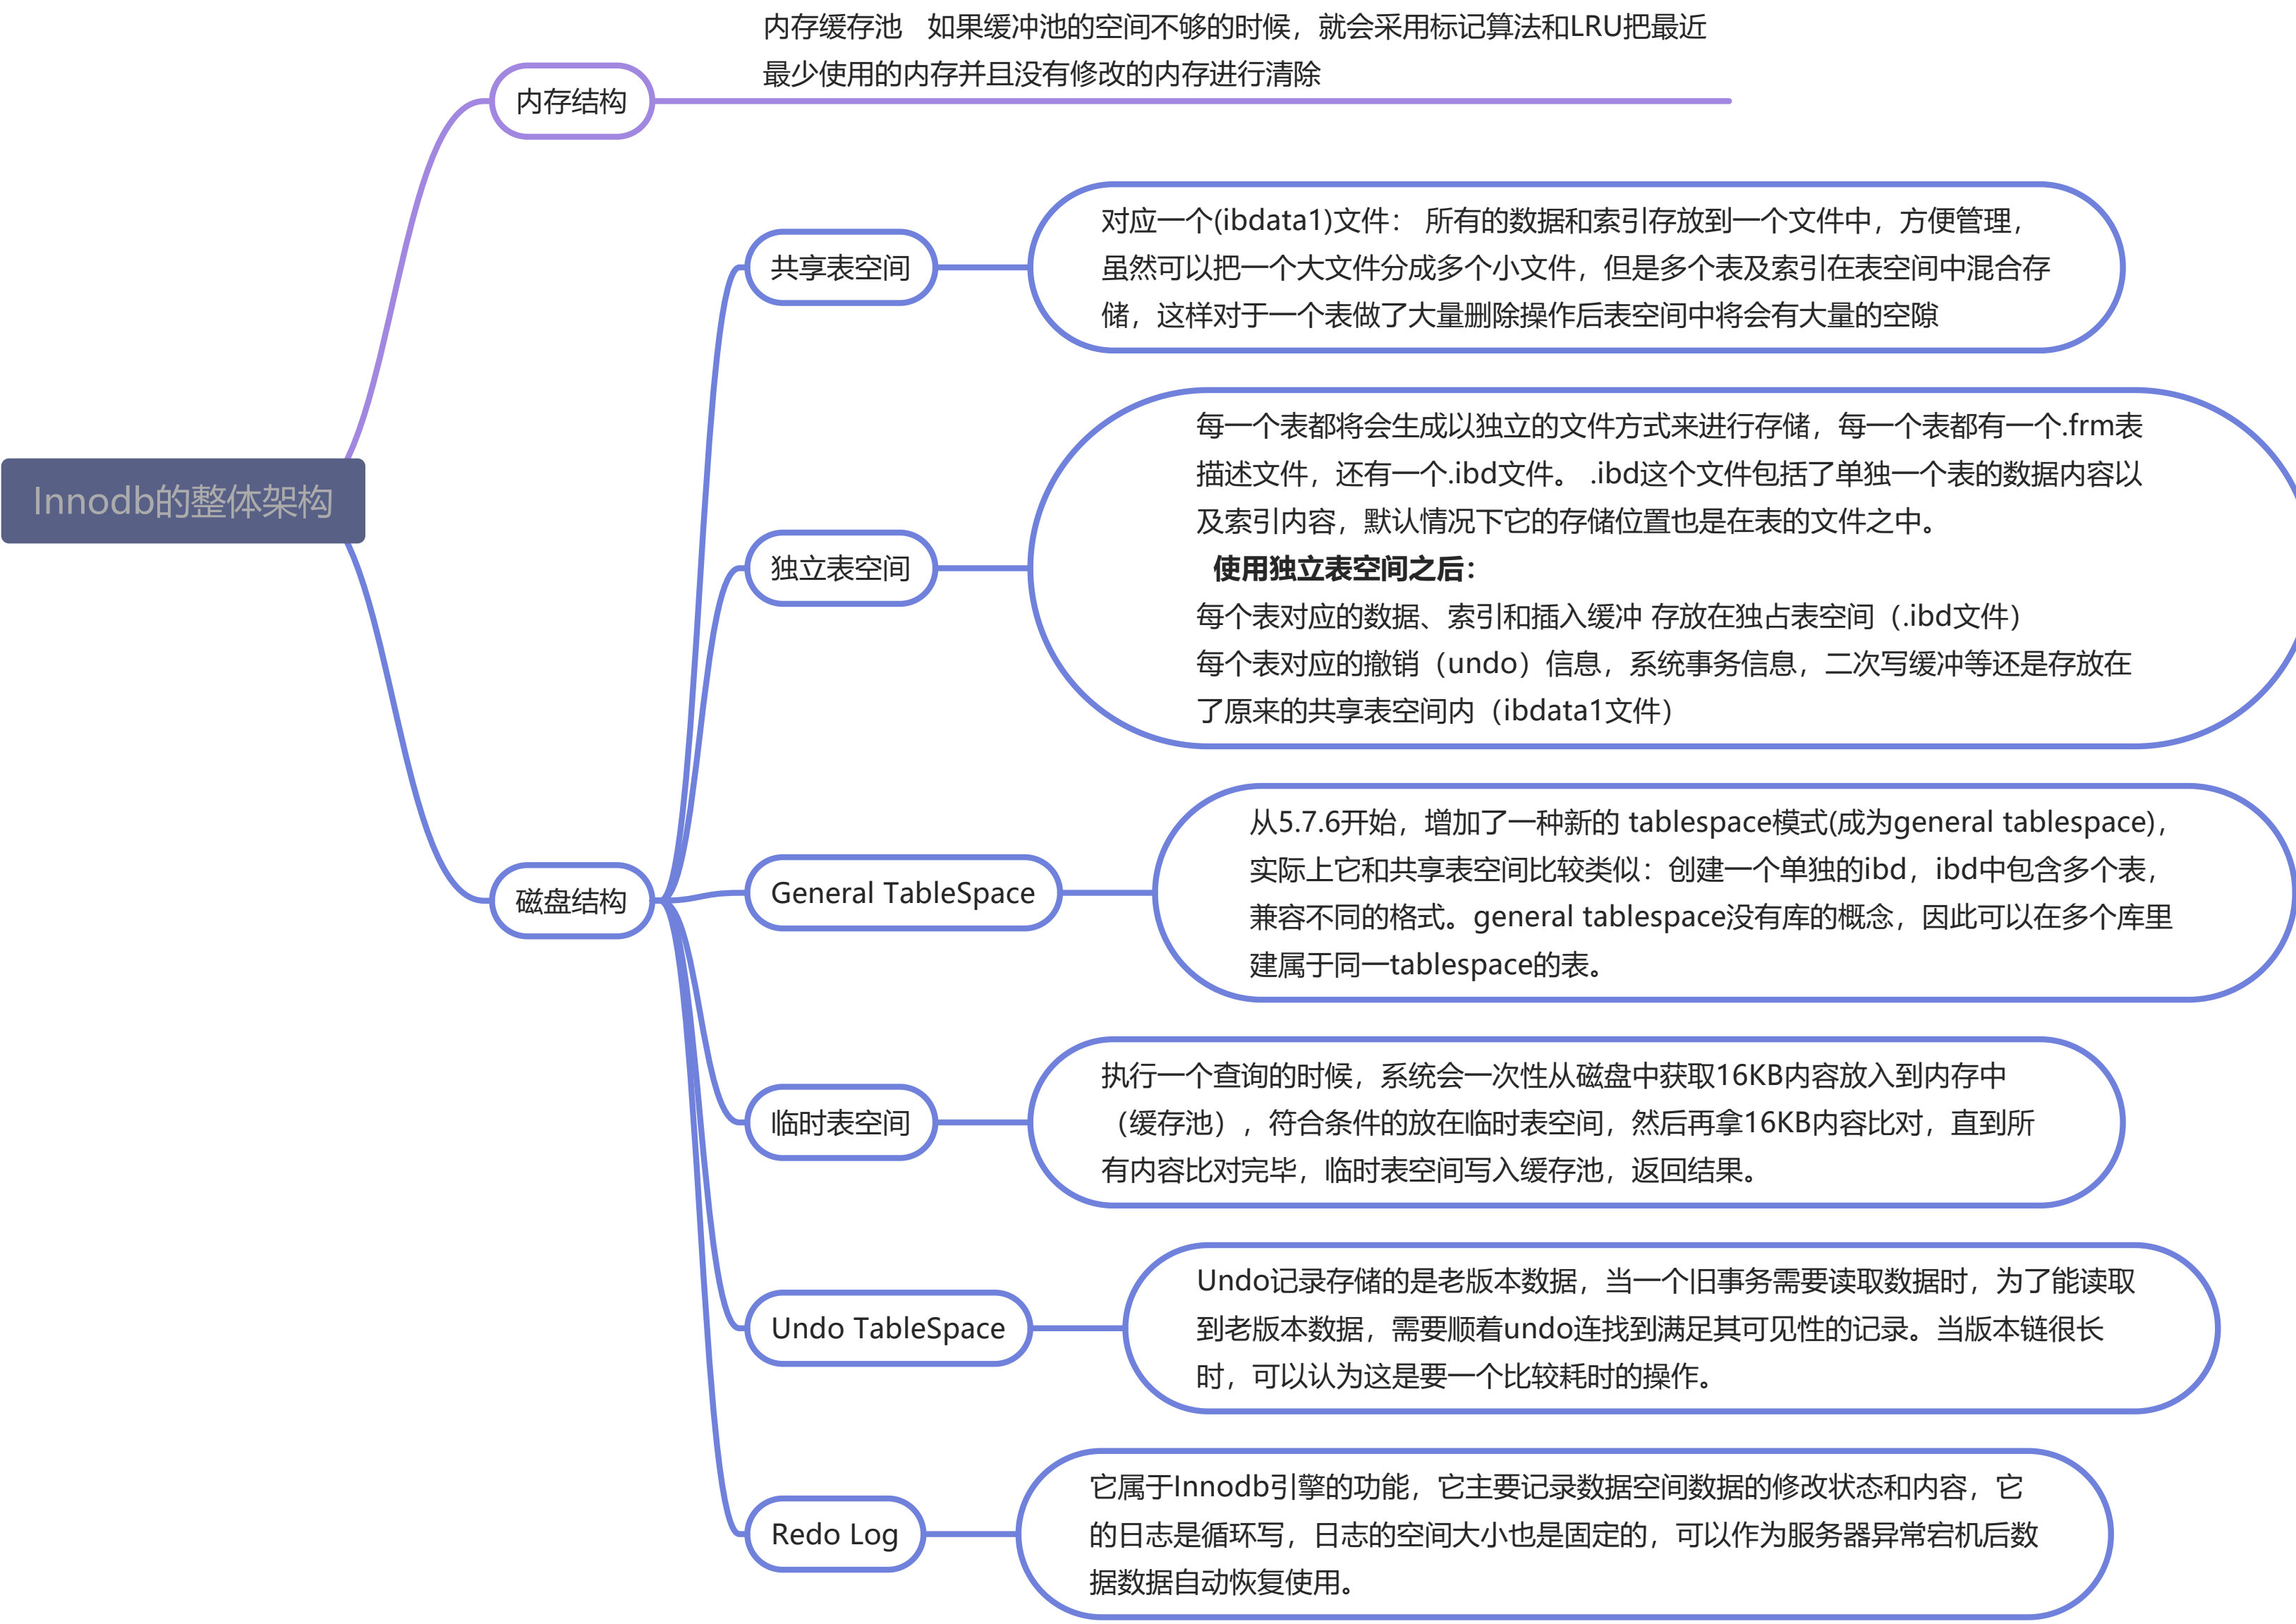 Innodb的整体架构
内存结构
内存缓存池 如果缓冲池的空间不够的时候，就会采用标记算法和LRU把最近
最少使用的内存并且没有修改的内存进行清除
磁盘结构
共享表空间
对应一个(ibdata1)文件： 所有的数据和索引存放到一个文件中，方便管理，
虽然可以把一个大文件分成多个小文件，但是多个表及索引在表空间中混合存
储，这样对于一个表做了大量删除操作后表空间中将会有大量的空隙
独立表空间
每一个表都将会生成以独立的文件方式来进行存储，每一个表都有一个.frm表
描述文件，还有一个.ibd文件。 .ibd这个文件包括了单独一个表的数据内容以
及索引内容，默认情况下它的存储位置也是在表的文件之中。
使用独立表空间之后：
每个表对应的数据、索引和插入缓冲 存放在独占表空间（.ibd文件）
每个表对应的撤销（undo）信息，系统事务信息，二次写缓冲等还是存放在
了原来的共享表空间内（ibdata1文件）
General TableSpace
从5.7.6开始，增加了一种新的 tablespace模式(成为general tablespace)，
实际上它和共享表空间比较类似：创建一个单独的ibd，ibd中包含多个表，
兼容不同的格式。general tablespace没有库的概念，因此可以在多个库里
建属于同一tablespace的表。
临时表空间
执行一个查询的时候，系统会一次性从磁盘中获取16KB内容放入到内存中
（缓存池），符合条件的放在临时表空间，然后再拿16KB内容比对，直到所
有内容比对完毕，临时表空间写入缓存池，返回结果。
Undo TableSpace
Undo记录存储的是老版本数据，当一个旧事务需要读取数据时，为了能读取
到老版本数据，需要顺着undo连找到满足其可见性的记录。当版本链很长
时，可以认为这是要一个比较耗时的操作。
Redo Log
它属于Innodb引擎的功能，它主要记录数据空间数据的修改状态和内容，它
的日志是循环写，日志的空间大小也是固定的，可以作为服务器异常宕机后数
据数据自动恢复使用。